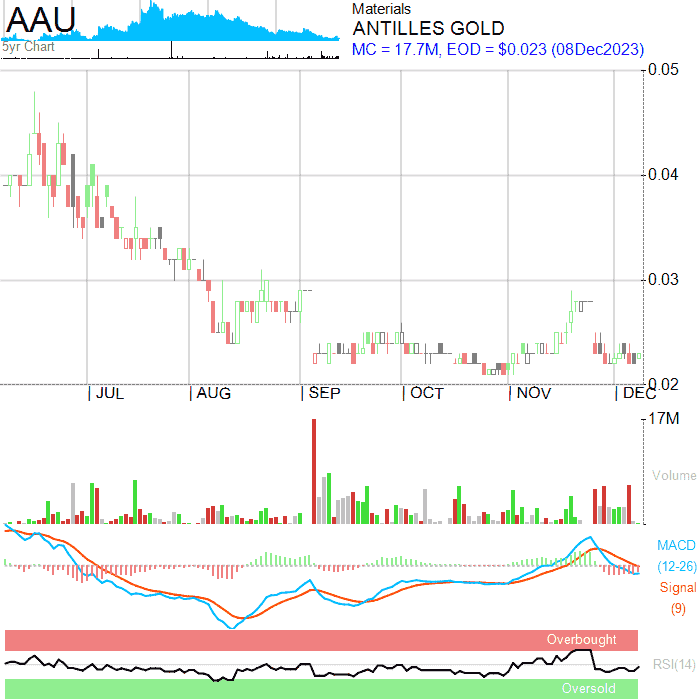 AAU
5yr Chart
Materials
ANTILLES GOLD
MC = 17.7M, EOD = $0.023 (08Dec2023)
0.05
0.04
0.03
0.02
JUL AUG SEP OCT NOV DEC
17M
Volume
MACD
(12-26)
Signal
(9)
Overbought
RSI(14)
Oversold